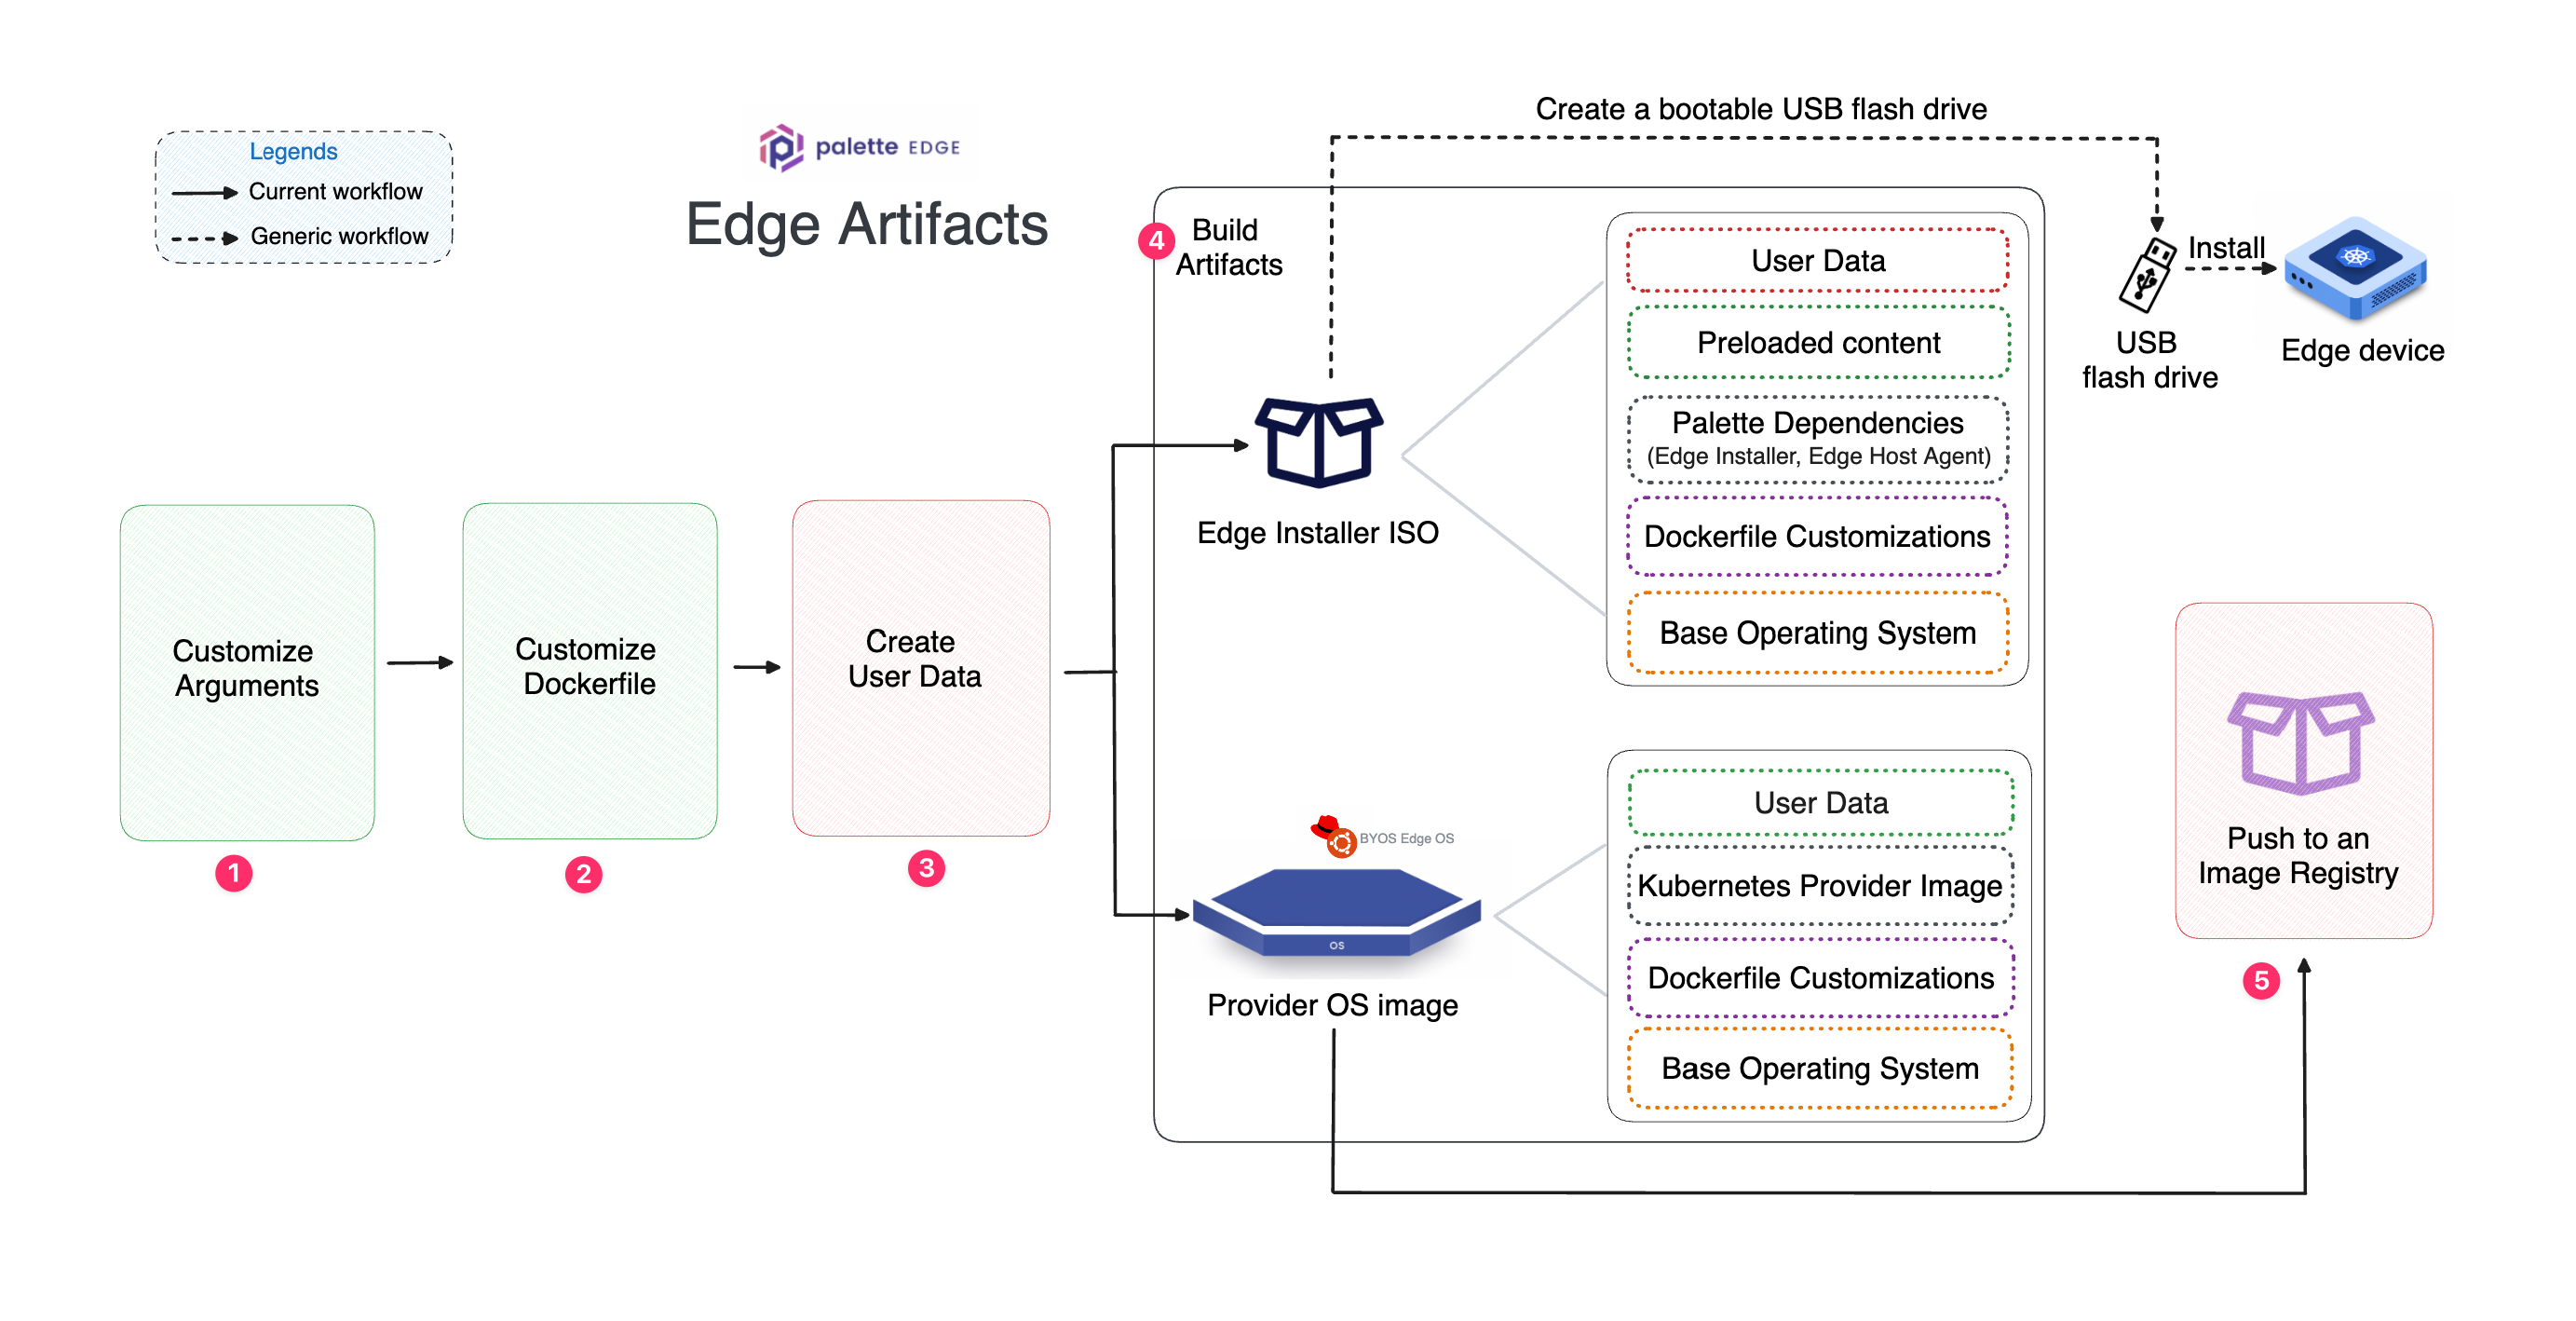 Legends
Current workflow
Generic workflow
palette EDGE
Edge Artifacts
Create a bootable USB flash drive
4
Build
Artifacts
User Data
Preloaded content
Palette Dependencies
(Edge Installer, Edge Host Agent)
Dockerfile Customizations
Base Operating System
Install
USB
flash drive
Edge device
Edge Installer ISO
Customize
Arguments
1
Customize
Dockerfile
2
Create
User Data
3
BYOS Edge OS
OS
Provider OS image
User Data
Kubernetes Provider Image
Dockerfile Customizations
Base Operating System
Push to an
Image Registry
5